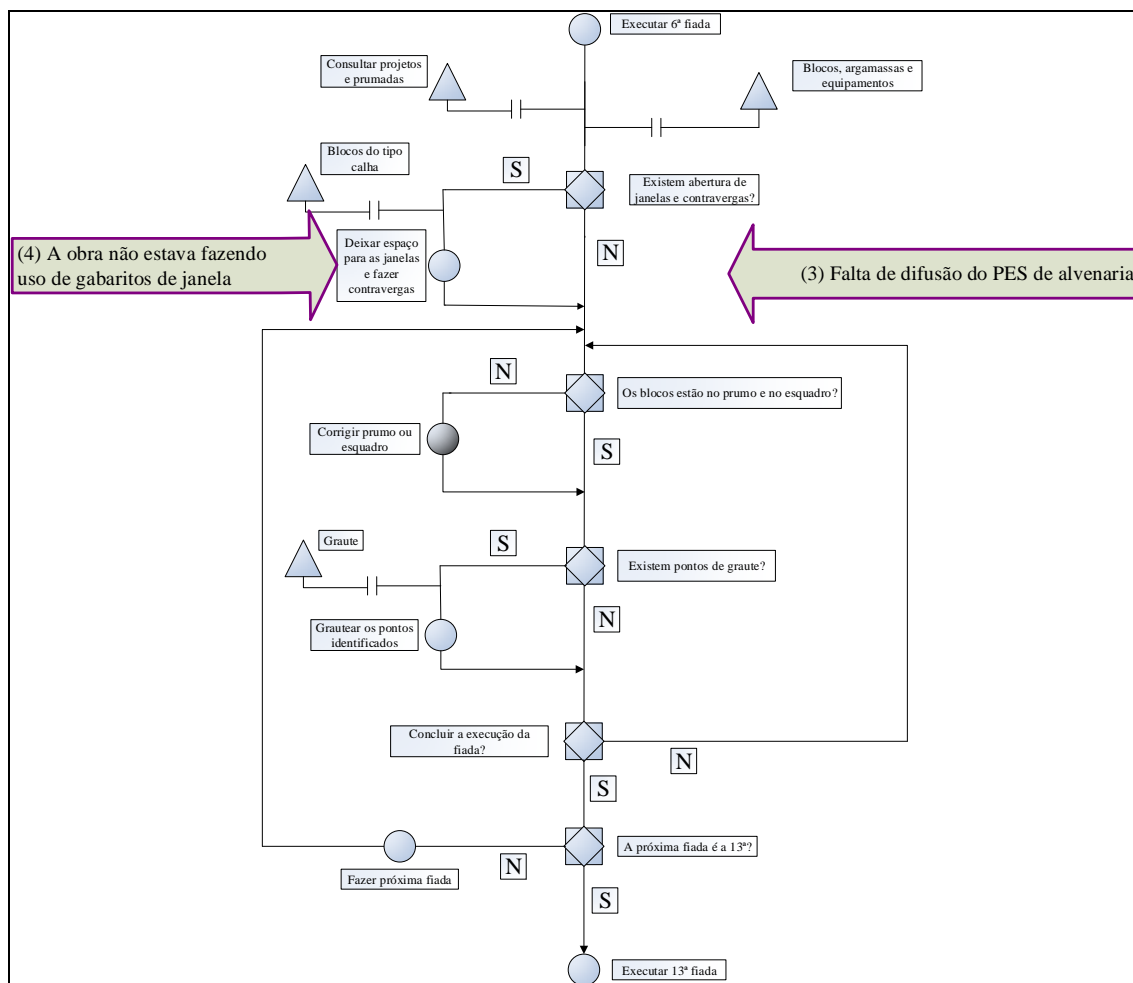 Executar 6ª fiada
Consultar projetos
e prumadas
Blocos, argamassas e
equipamentos
Blocos do tipo
calha
S
Existem abertura de
janelas e contravergas?
(4) A obra não estava fazendo
uso de gabaritos de janela
Deixar espaço
para as janelas
e fazer
contravergas
N
(3) Falta de difusão do PES de alvenaria
N
Os blocos estão no prumo e no esquadro?
Corrigir prumo ou
esquadro
S
Graute
S
Existem pontos de graute?
Grautear os pontos
identificados
N
Concluir a execução da
fiada?
N
S
A próxima fiada é a 13ª?
Fazer próxima fiada
N
S
Executar 13ª fiada